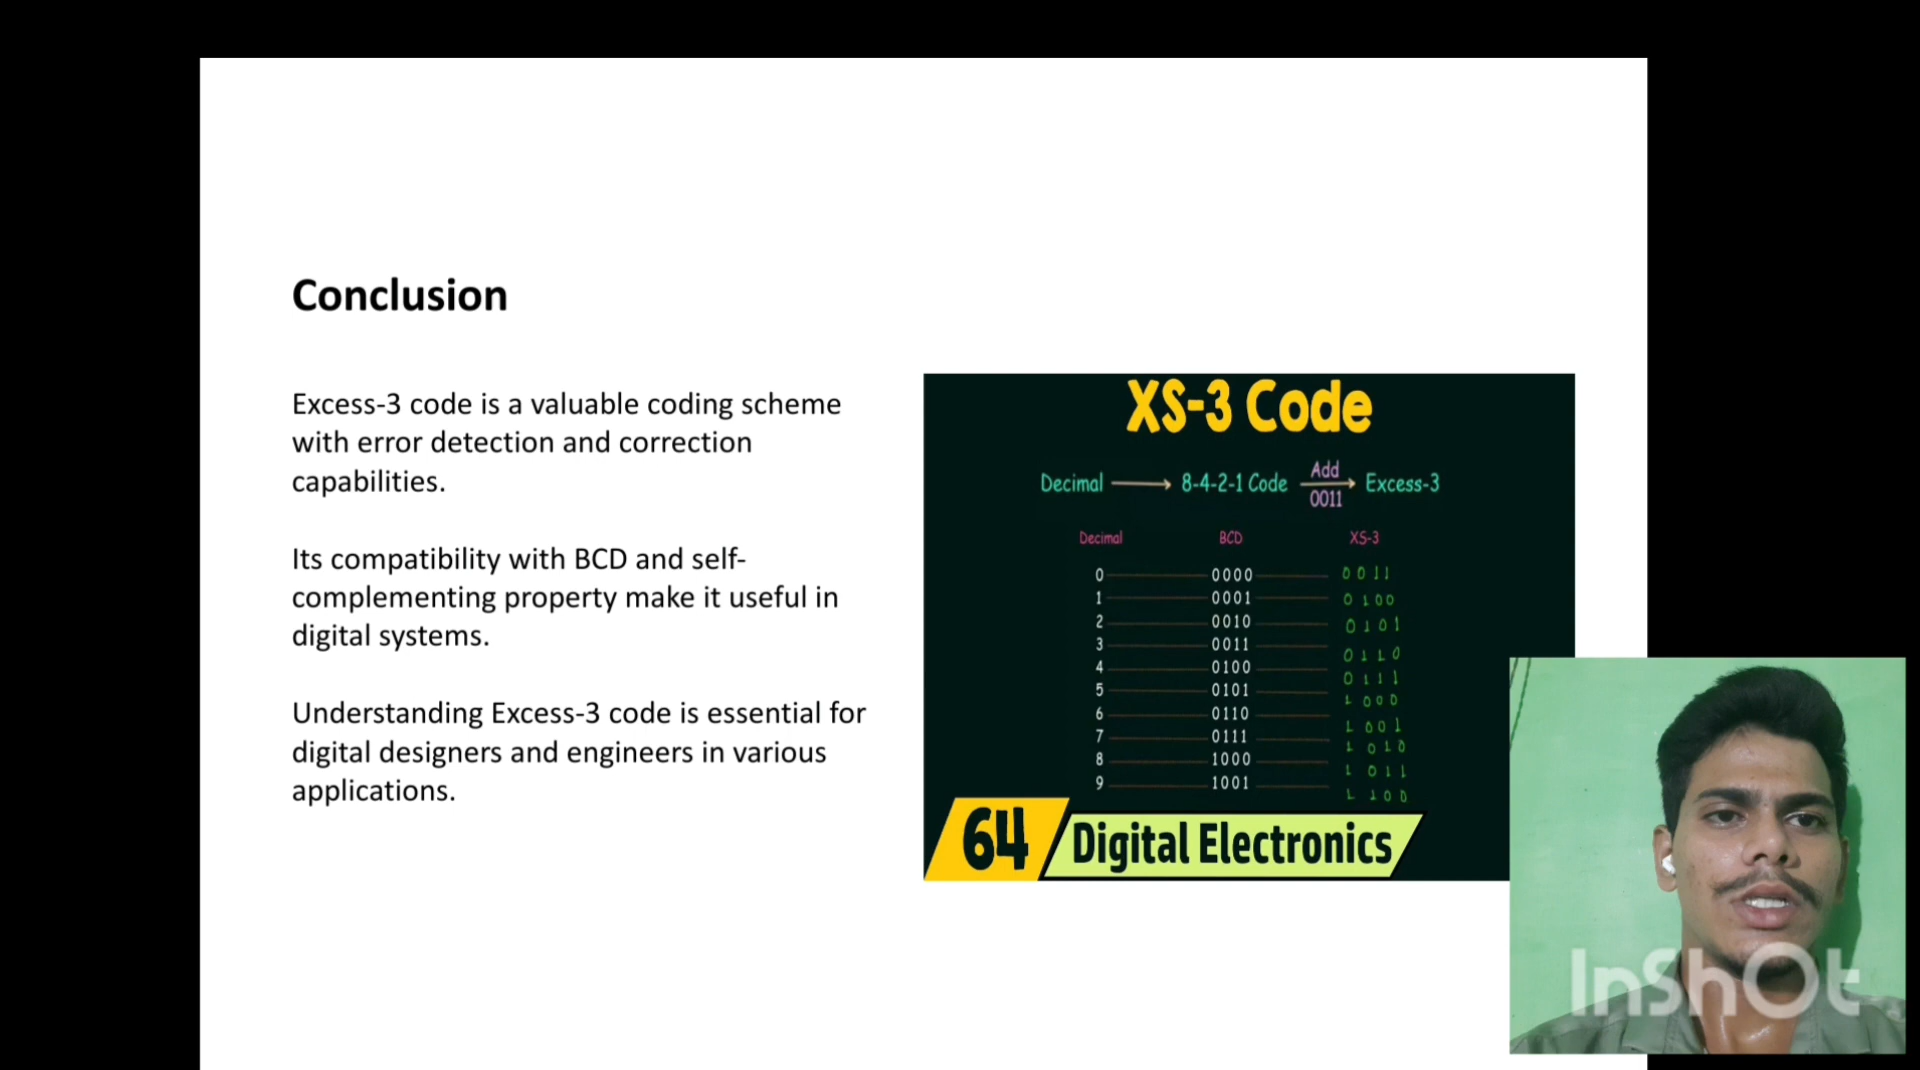 Conclusion
Excess-3 code is a valuable coding scheme
with error detection and correction
capabilities.
Its compatibility with BCD and self-
complementing property make it useful in
digital systems.
Understanding Excess-3 code is essential for
digital designers and engineers in various
applications.
XS-3 Code
Decimal → 8-4-2-1 Code Add 0011 → Excess-3
Decimal BCD XS-3
0 0000 0011
1 0001 0100
2 0010 0101
3 0011 0110
4 0100 0111
5 0101 1000
6 0110 1001
7 0111 1010
8 1000 1011
9 1001 1100
64 Digital Electronics
InShOt